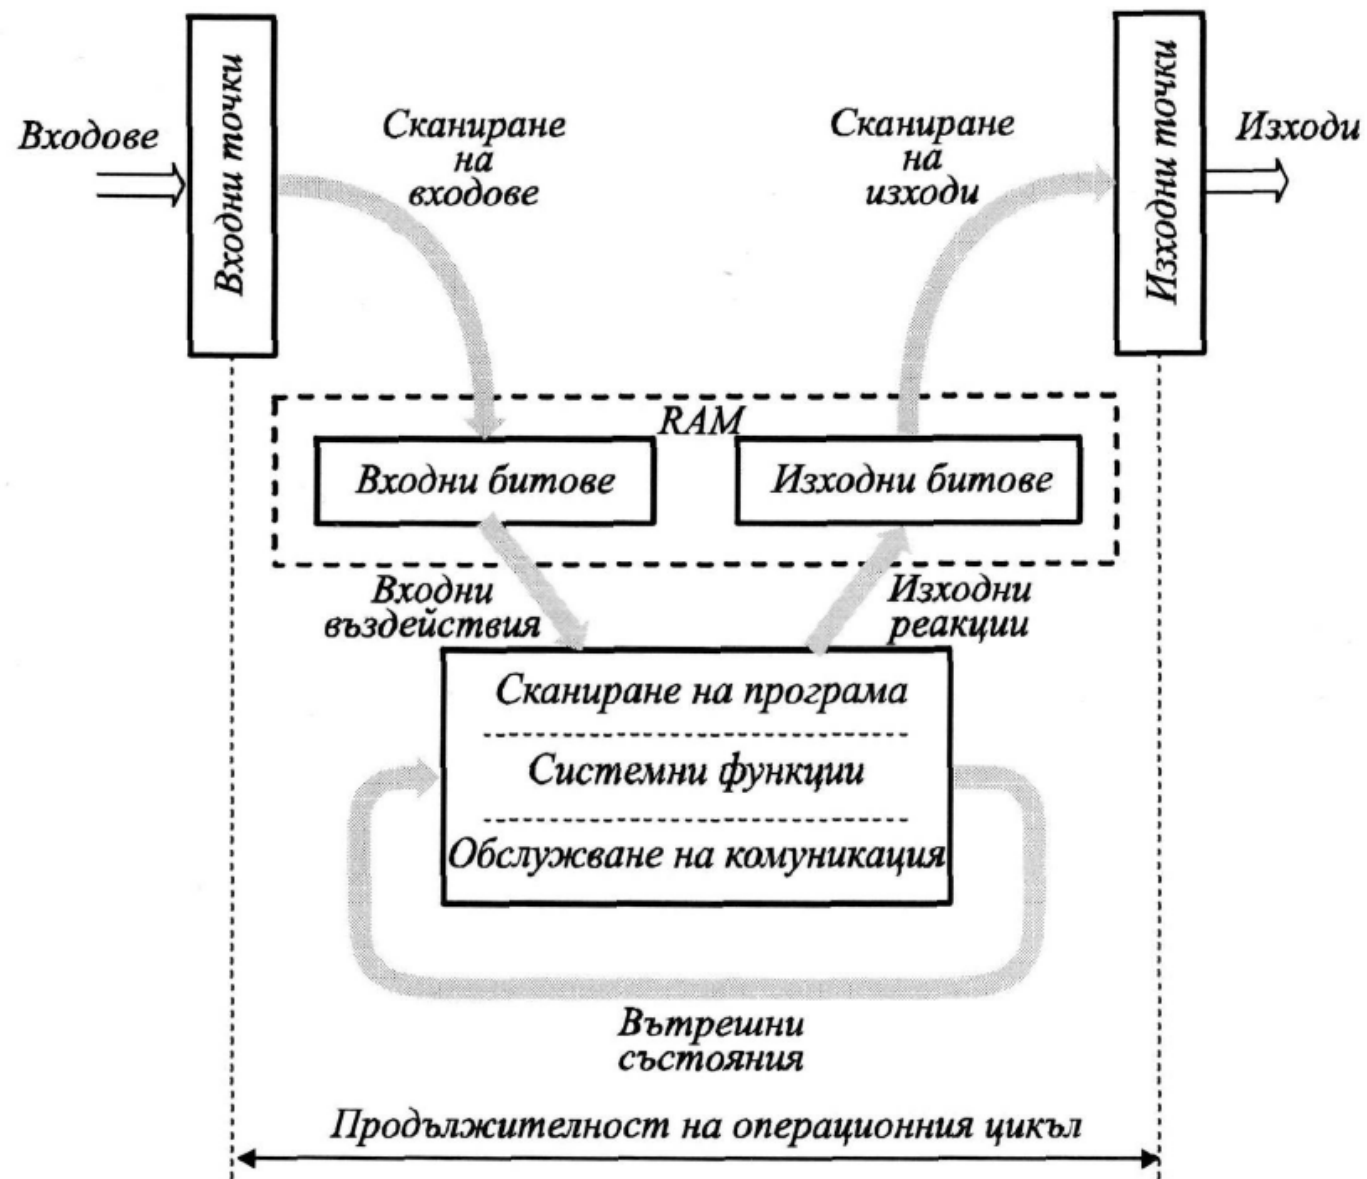 Входове
Входни точки
Сканиране
на
входове
Сканиране
на
изходи
Изходни точки
Изходи
RAM
Входни битове
Изходни битове
Входни
въздействия
Изходни
реакции
Сканиране на програма
Системни функции
Обслужване на комуникация
Вътрешни
състояния
Продължителност на операционния цикъл